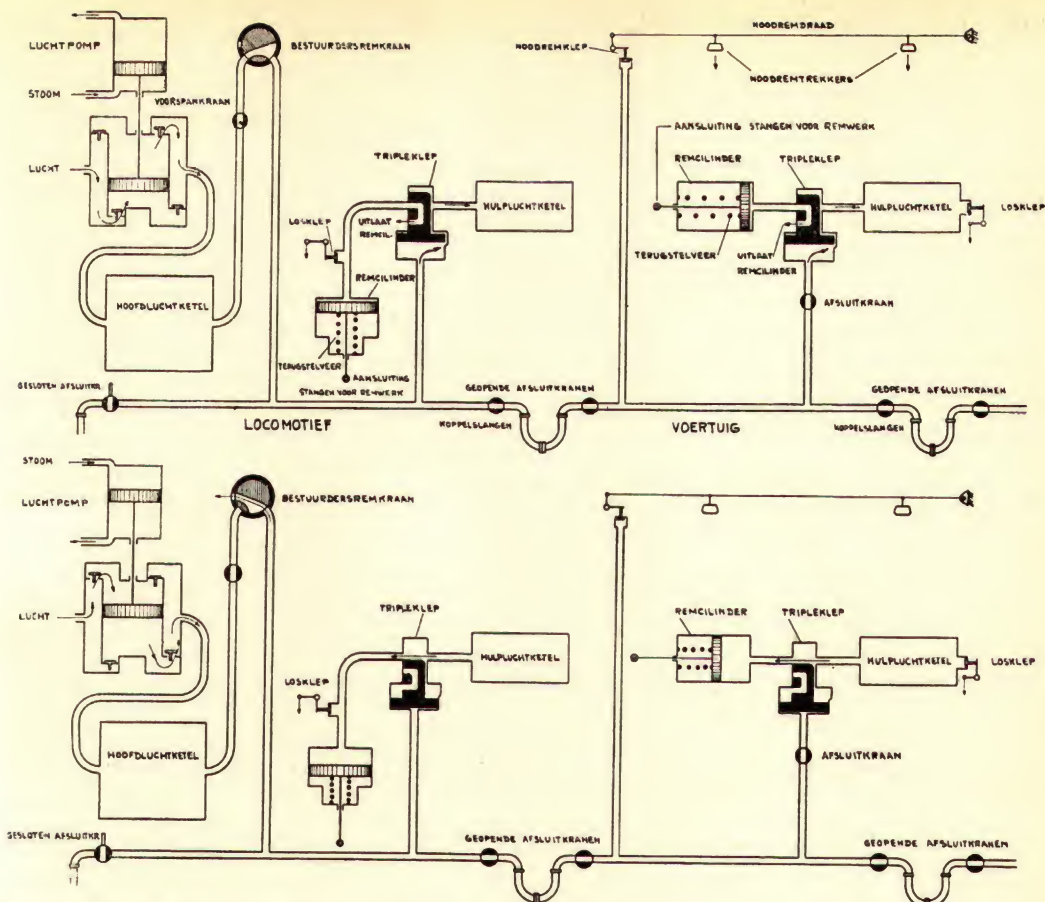 LUCHTPOMP
STOOM
LUCHT
VOORSPANKRAAN
BESTUURDERSREMKRAAN
HOOFDLUCHTKETEL
GESLOTEN AFSLUITKR.
TRIPLEKLEP
HULPLUCHTKETEL
UITLAAT
REMCIL.
LOSKLEP
REMCILINDER
TERUGSTELVEER
AANSLUITING
STANGEN VOOR REMWERK
LOCOMOTIEF
GEOPENDE AFSLUITKRANEN
KOPPELSLANGEN
NOODREMDRAAD
NOODREMKLEP
NOODREMTREKKERS
AANSLUITING STANGEN VOOR REMWERK
REMCILINDER
TRIPLEKLEP
HULPLUCHTKETEL
LOSKLEP
TERUGSTELVEER
UITLAAT
REMCILINDER
AFSLUITKRAAN
VOERTUIG
GEOPENDE AFSLUITKRANEN
KOPPELSLANGEN
STOOM
LUCHTPOMP
LUCHT
BESTUURDERSREMKRAAN
HOOFDLUCHTKETEL
GESLOTEN AFSLUITKR.
TRIPLEKLEP
HULPLUCHTKETEL
LOSKLEP
GEOPENDE AFSLUITKRANEN
REMCILINDER
TRIPLEKLEP
HULPLUCHTKETEL
LOSKLEP
AFSLUITKRAAN
GEOPENDE AFSLUITKRANEN